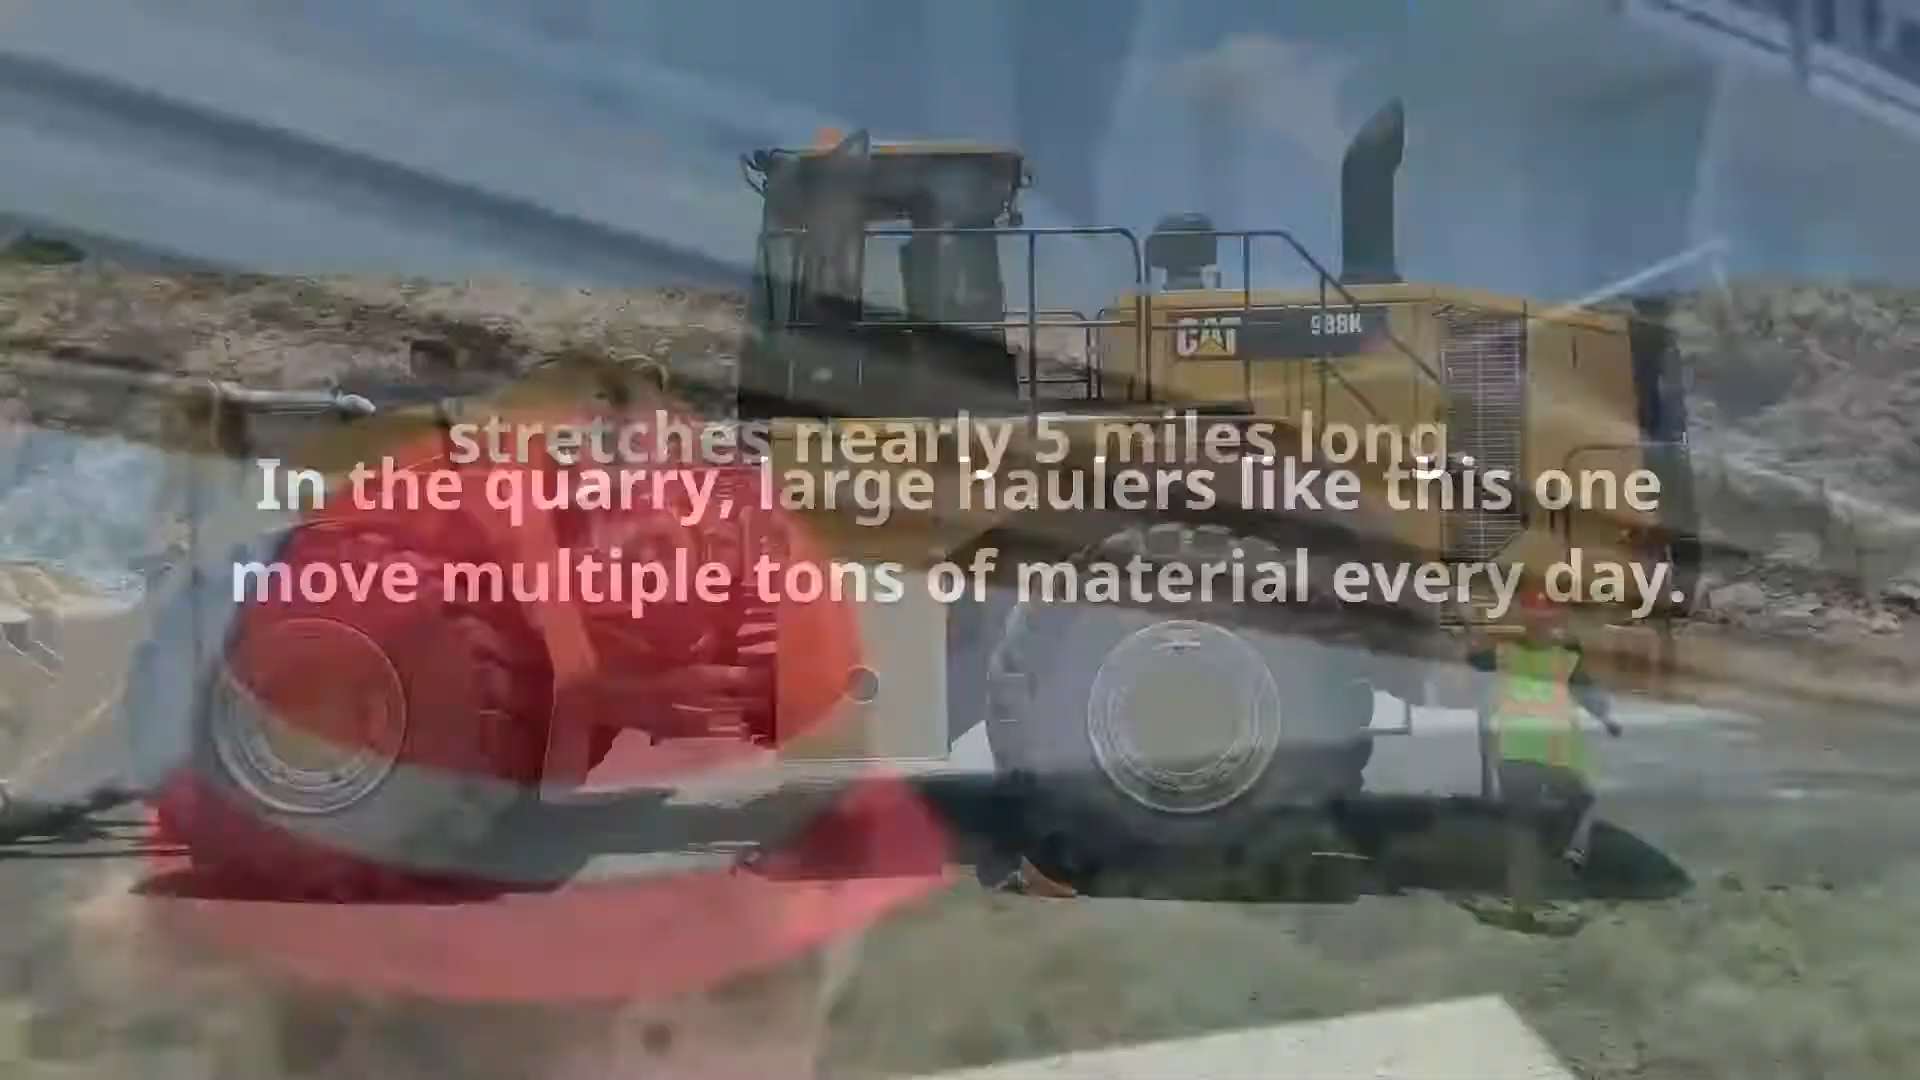 CAT 988K
stretches nearly 5 miles long
In the quarry, large haulers like this one
move multiple tons of material every day.